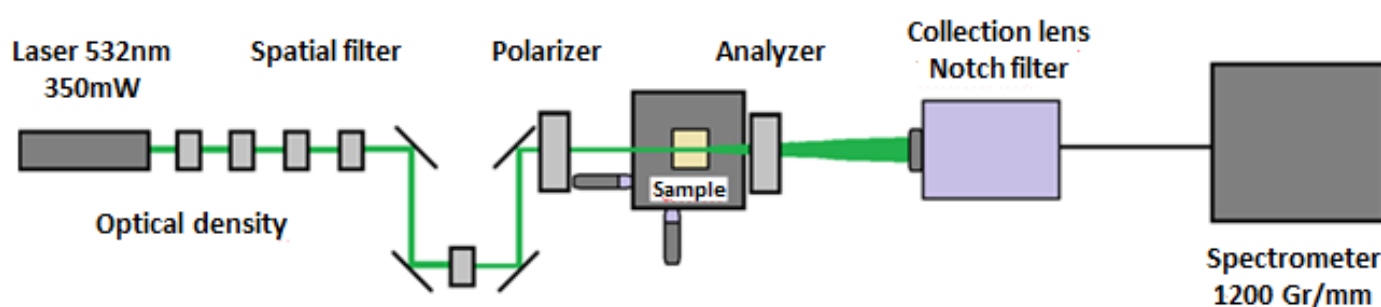 Laser 532nm
350mW
Spatial filter
Polarizer
Analyzer
Collection lens
Notch filter
Sample
Optical density
Spectrometer
1200 Gr/mm